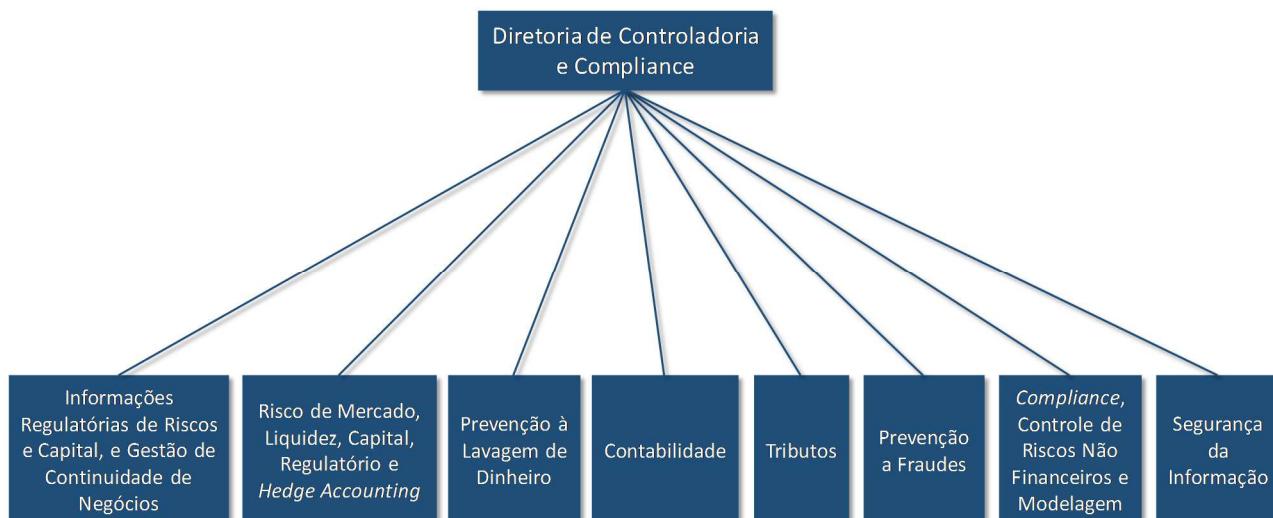 Diretoria de Controladoria
e Compliance
Informações
Regulatórias de Riscos
e Capital, e Gestão de
Continuidade de
Negócios
Risco de Mercado,
Liquidez, Capital,
Regulatório e
Hedge Accounting
Prevenção à
Lavagem de
Dinheiro
Contabilidade
Tributos
Prevenção
a Fraudes
Compliance,
Controle de
Riscos Não
Financeiros e
Modelagem
Segurança
da
Informação